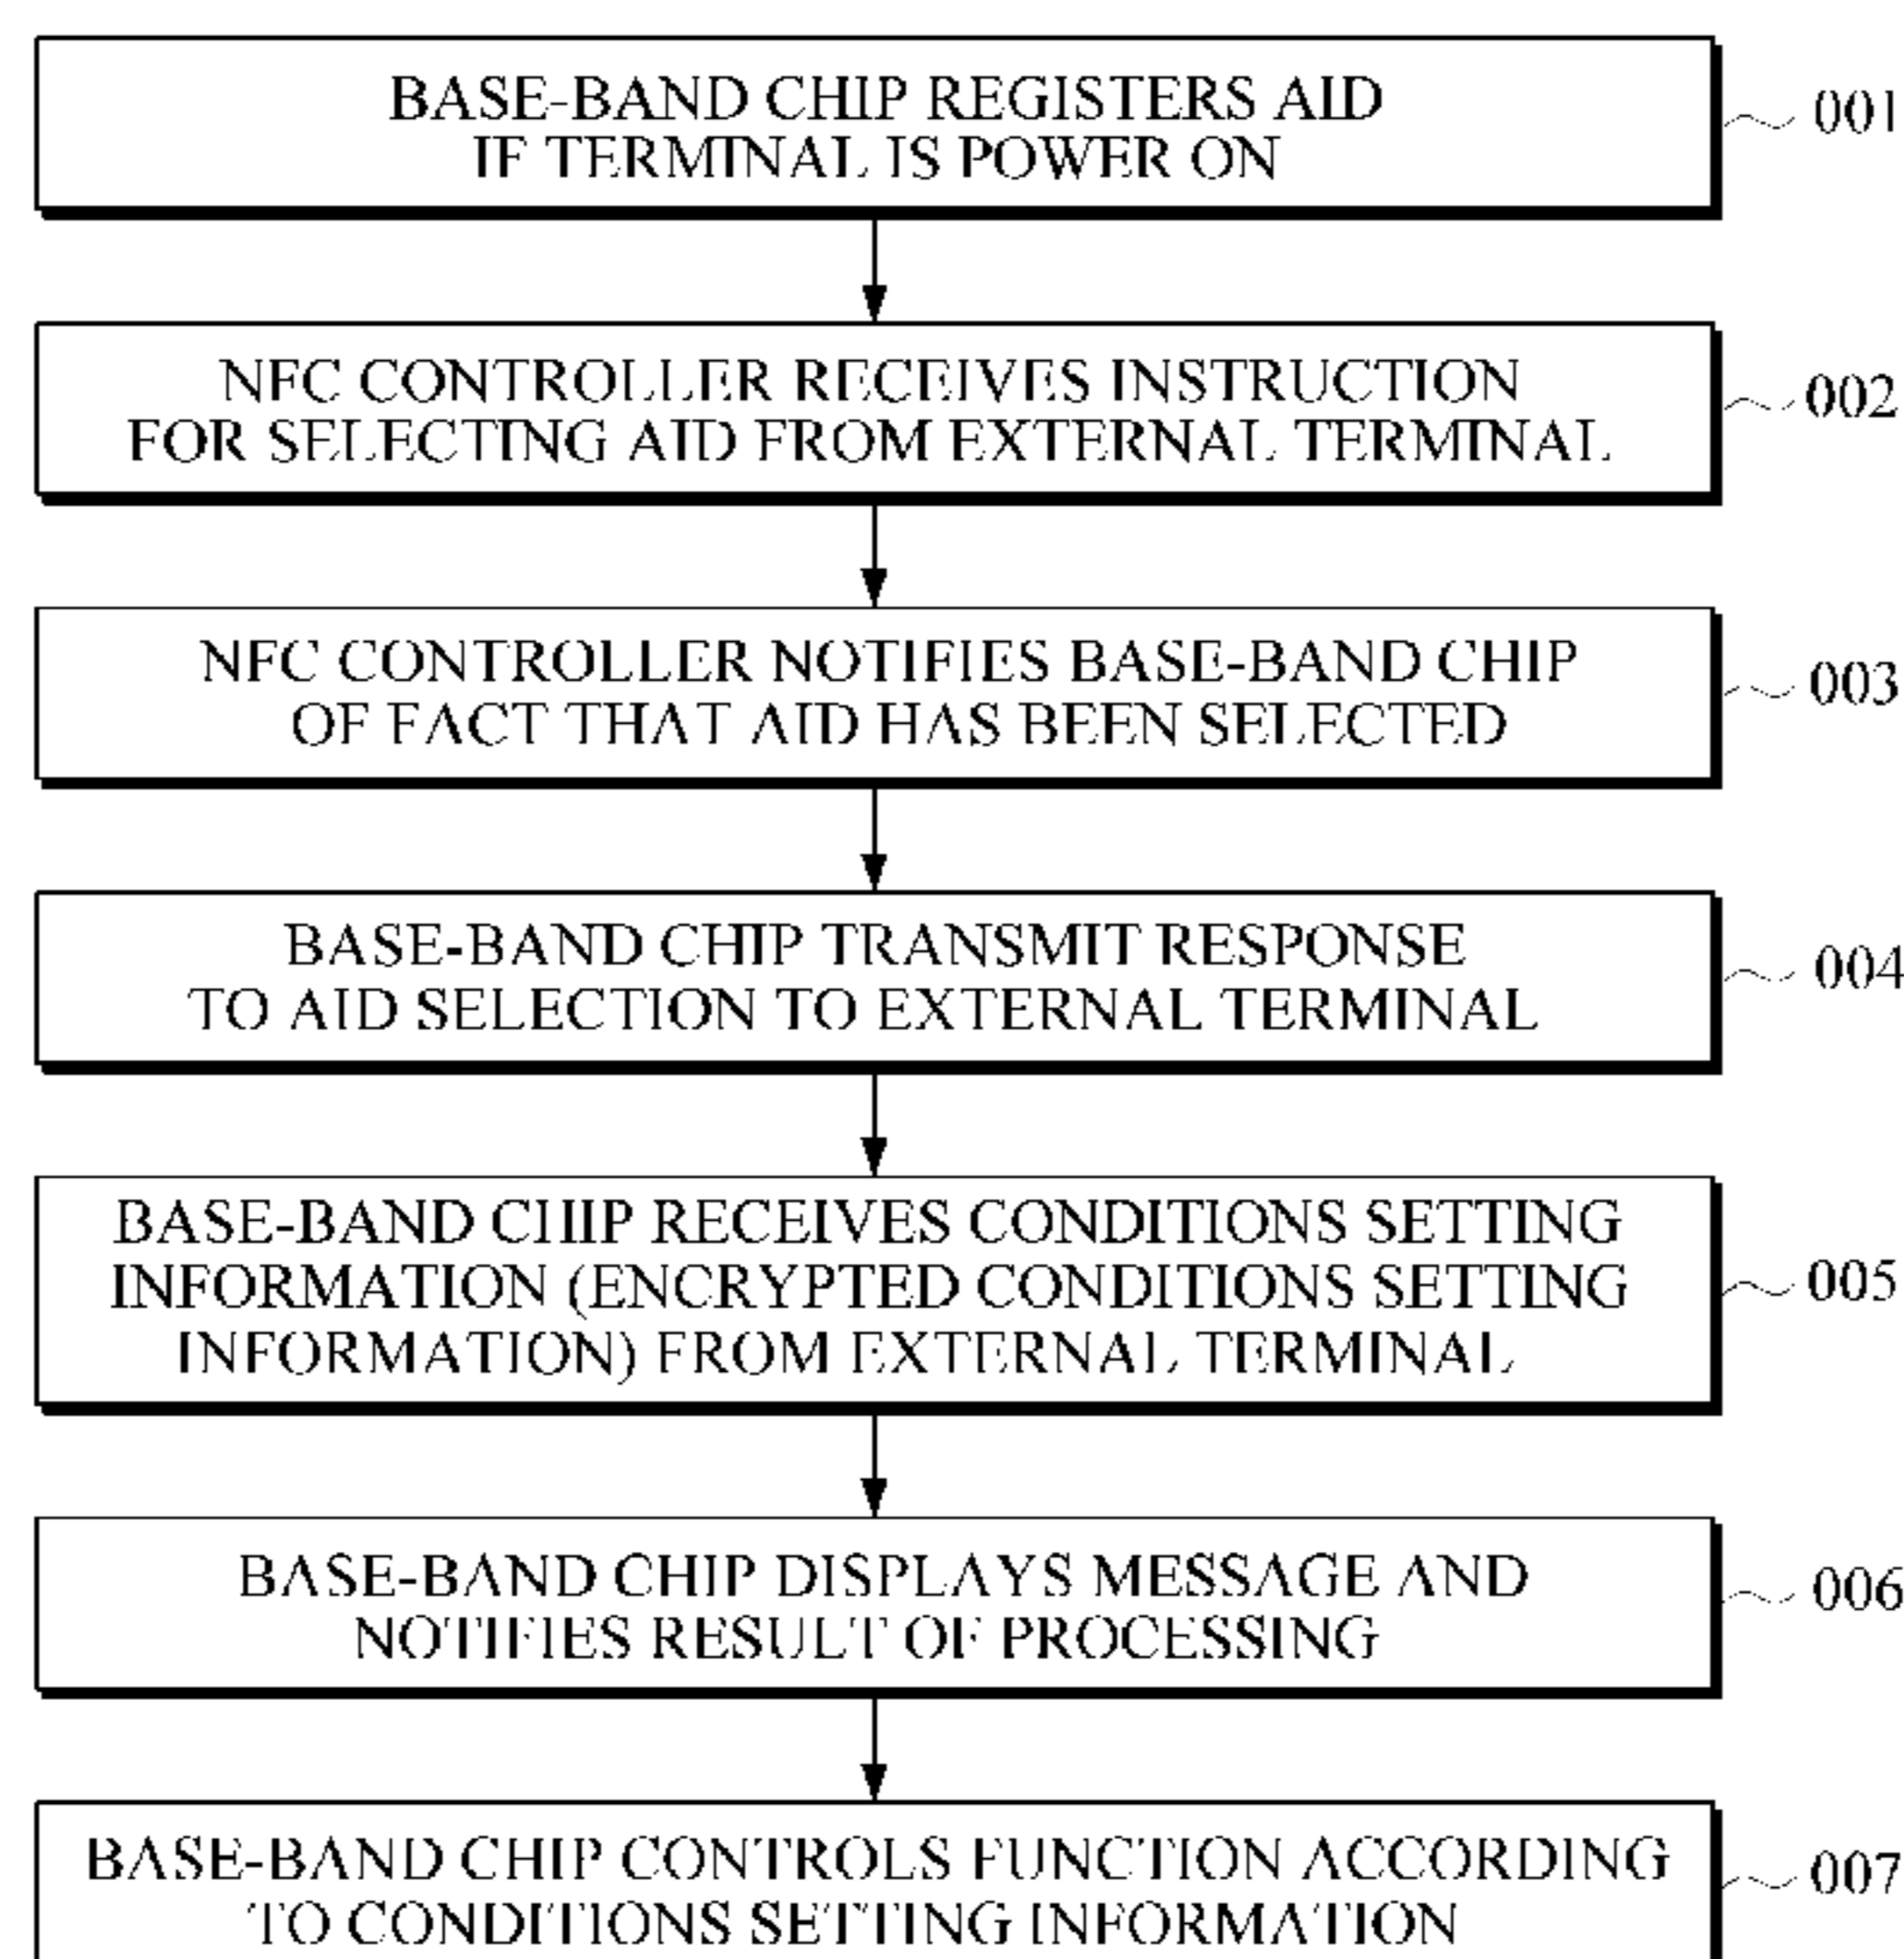 BASE-BAND CHIP REGISTERS AID
IF TERMINAL IS POWER ON
001
NFC CONTROLLER RECEIVES INSTRUCTION
FOR SELECTING AID FROM EXTERNAL TERMINAL
002
NFC CONTROLLER NOTIFIES BASE-BAND CHIP
OF FACT THAT AID HAS BEEN SELECTED
003
BASE-BAND CHIP TRANSMIT RESPONSE
TO AID SELECTION TO EXTERNAL TERMINAL
004
BASE-BAND CHIP RECEIVES CONDITIONS SETTING
INFORMATION (ENCRYPTED CONDITIONS SETTING
INFORMATION) FROM EXTERNAL TERMINAL
005
BASE-BAND CHIP DISPLAYS MESSAGE AND
NOTIFIES RESULT OF PROCESSING
006
BASE-BAND CHIP CONTROLS FUNCTION ACCORDING
TO CONDITIONS SETTING INFORMATION
007